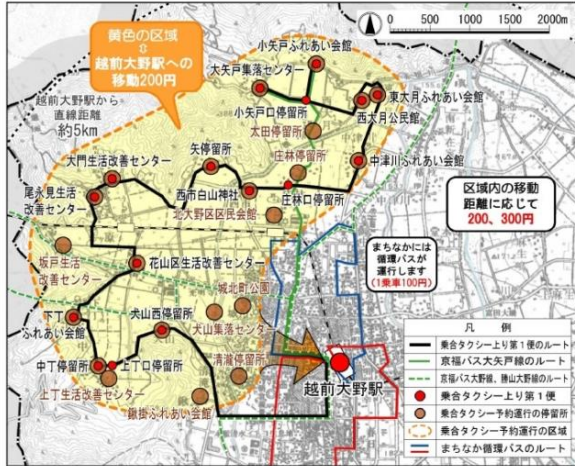 0 500 1000 2000m
黄色の区域
⇕
越前大野駅への
移動200円
小矢戸ふれあい会館
大矢戸集落センター
東大月ふれあい会館
越前大野駅から
直線距離
約5km
小矢戸口停留所
西大月公民館
太田停留所
矢停留所
庄林停留所
中津川ふれあい会館
大門生活改善センター
尾永見生活
改善センター
西市白山神社
庄林口停留所
北大野区区民会館
区域内の移動
距離に応じて
200、300円
まちなかには
循環バスが
運行します
(1乗車100円)
坂戸生活
改善センター
花山区生活改善センター
城北町公園
下丁
ふれあい会館
犬山西停留所
犬山集落センター
清瀧停留所
中丁停留所
上丁口停留所
上丁生活改善センター
鍬掛ふれあい会館
越前大野駅
凡 例
乗合タクシー上り第1便のルート
京福バス大矢戸線のルート
京福バス大野線、勝山大野線のルート
乗合タクシー上り第1便
乗合タクシー予約運行の停留所
乗合タクシー予約運行の区域
まちなか循環バスのルート